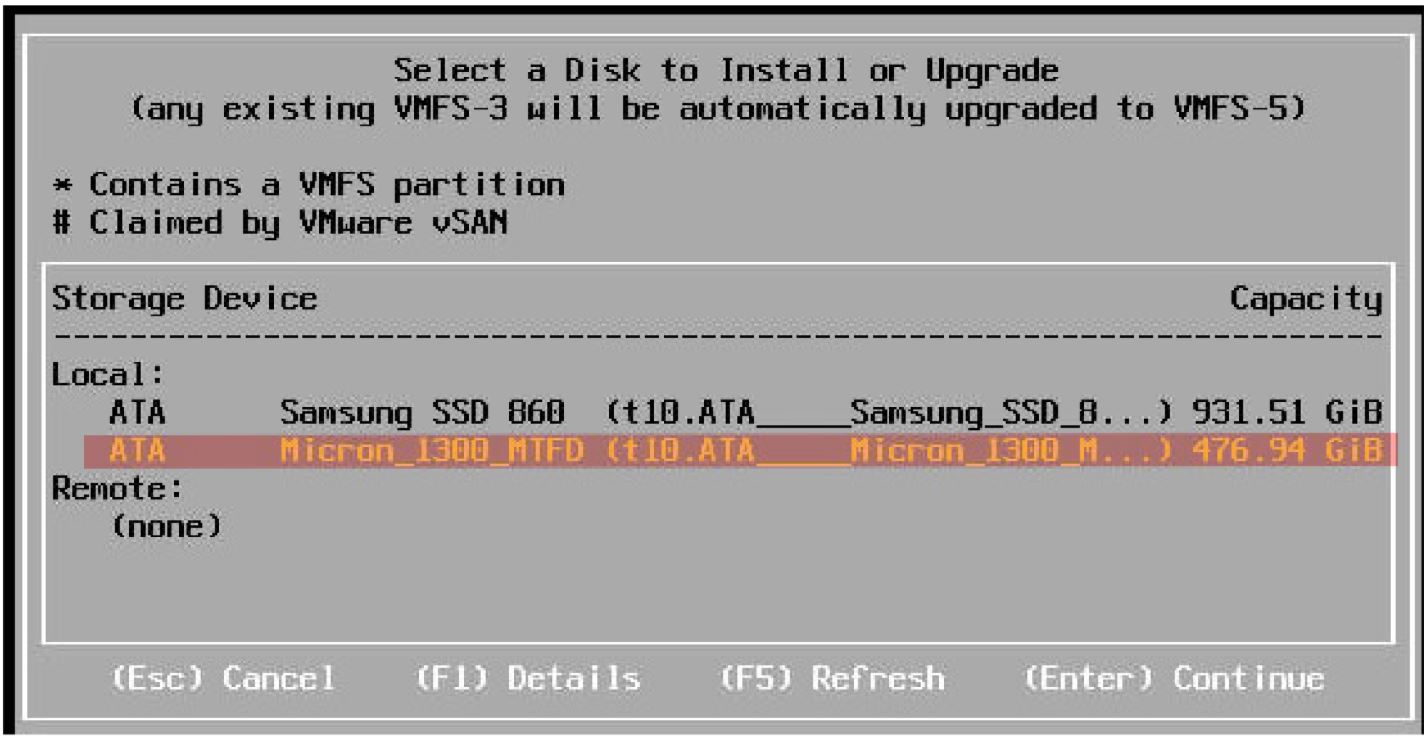 Select a Disk to Install or Upgrade
(any existing VMFS-3 will be automatically upgraded to VMFS-5)
* Contains a VMFS partition
# Claimed by VMware vSAN
Storage Device Capacity
--------------------------------------------------------------------
Local:
ATA Samsung SSD 860 (t10.ATA_____Samsung_SSD_8...) 931.51 GiB
ATA Micron_1300_MTFD (t10.ATA_____Micron_1300_M...) 476.94 GiB
Remote:
(none)
(Esc) Cancel (F1) Details (F5) Refresh (Enter) Continue